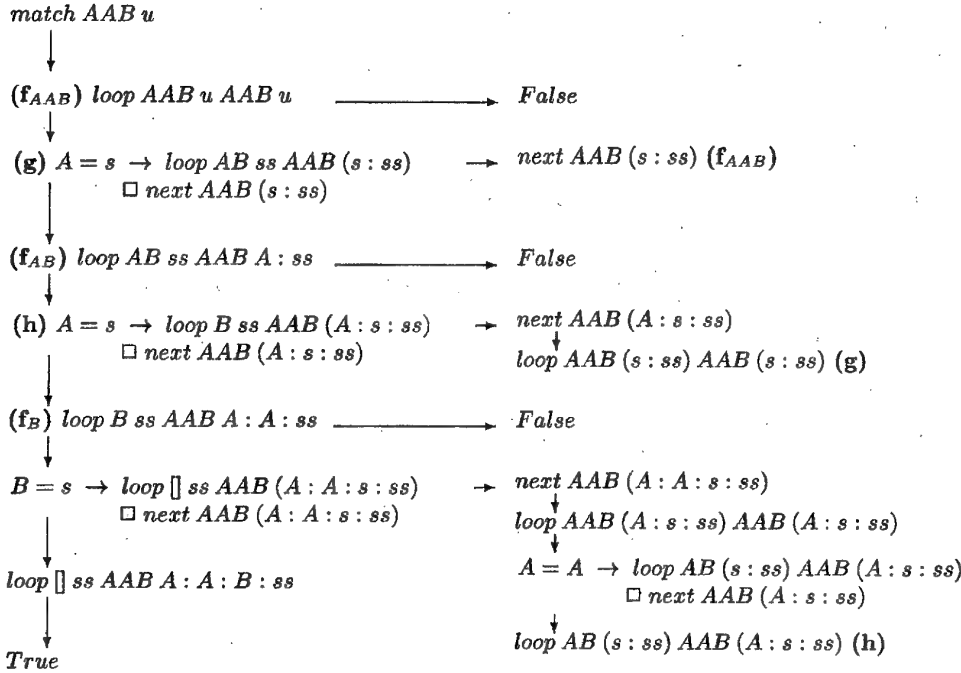 match AAB u
(f_AAB) loop AAB u AAB u → False
(g) A = s → loop AB ss AAB (s : ss) → next AAB (s : ss) (f_AAB)
□ next AAB (s : ss)
(f_AB) loop AB ss AAB A : ss → False
(h) A = s → loop B ss AAB (A : s : ss) → next AAB (A : s : ss)
□ next AAB (A : s : ss)
loop AAB (s : ss) AAB (s : ss) (g)
(f_B) loop B ss AAB A : A : ss → False
B = s → loop [] ss AAB (A : A : s : ss) → next AAB (A : A : s : ss)
□ next AAB (A : A : s : ss)
loop AAB (A : s : ss) AAB (A : s : ss)
loop [] ss AAB A : A : B : ss
A = A → loop AB (s : ss) AAB (A : s : ss)
□ next AAB (A : s : ss)
loop AB (s : ss) AAB (A : s : ss) (h)
True